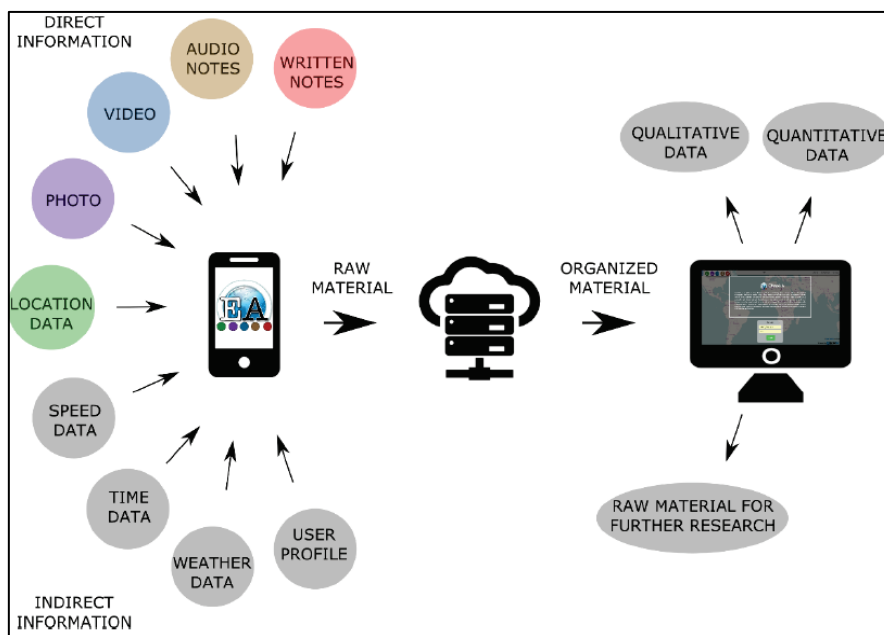 DIRECT
INFORMATION
AUDIO
NOTES
WRITTEN
NOTES
VIDEO
PHOTO
LOCATION
DATA
SPEED
DATA
TIME
DATA
WEATHER
DATA
USER
PROFILE
INDIRECT
INFORMATION
EA
RAW
MATERIAL
ORGANIZED
MATERIAL
QUALITATIVE
DATA
QUANTITATIVE
DATA
RAW MATERIAL FOR
FURTHER RESEARCH